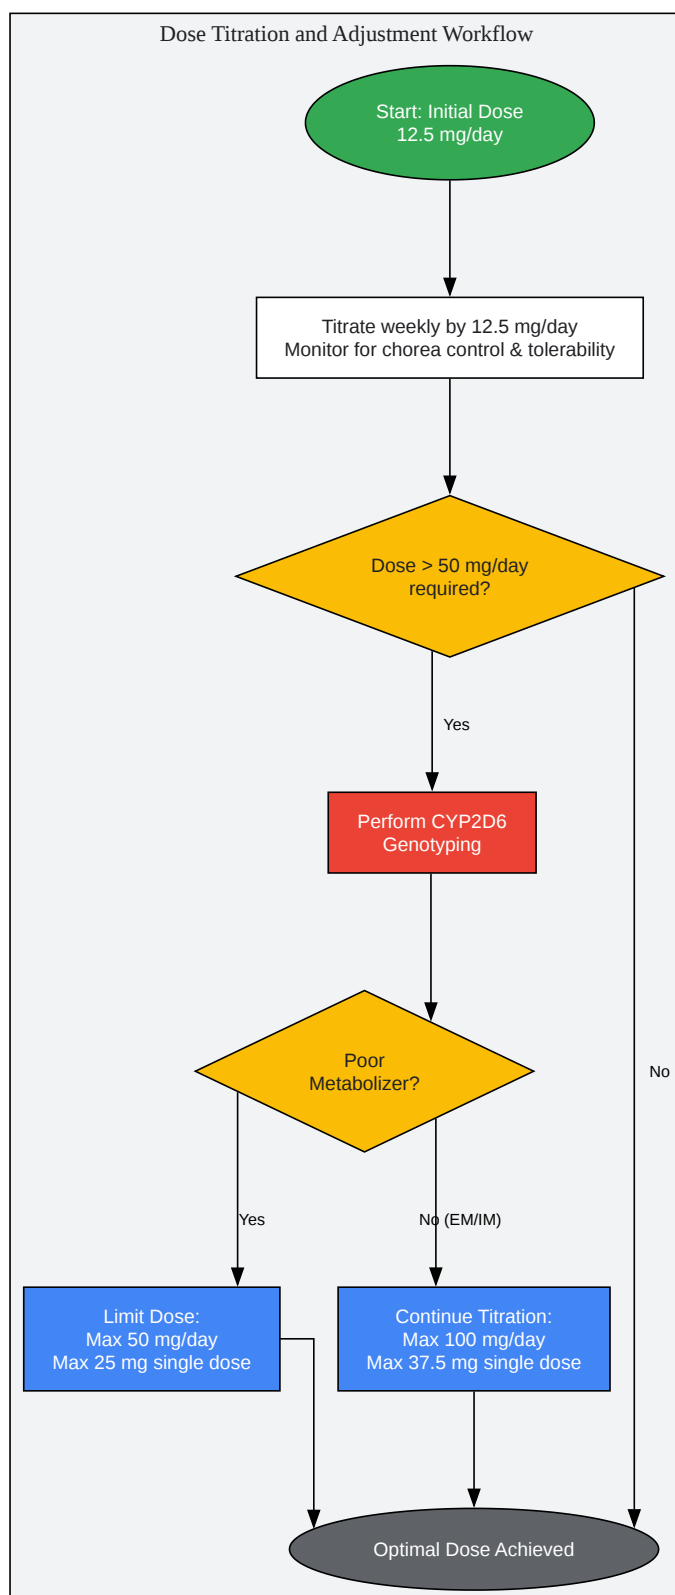 Dose Titration and Adjustment Workflow
Start: Initial Dose
12.5 mg/day
Titrate weekly by 12.5 mg/day
Monitor for chorea control & tolerability
Dose > 50 mg/day
required?
Yes
Perform CYP2D6
Genotyping
Poor
Metabolizer?
No
Yes
No (EM/IM)
Limit Dose:
Max 50 mg/day
Max 25 mg single dose
Continue Titration:
Max 100 mg/day
Max 37.5 mg single dose
Optimal Dose Achieved